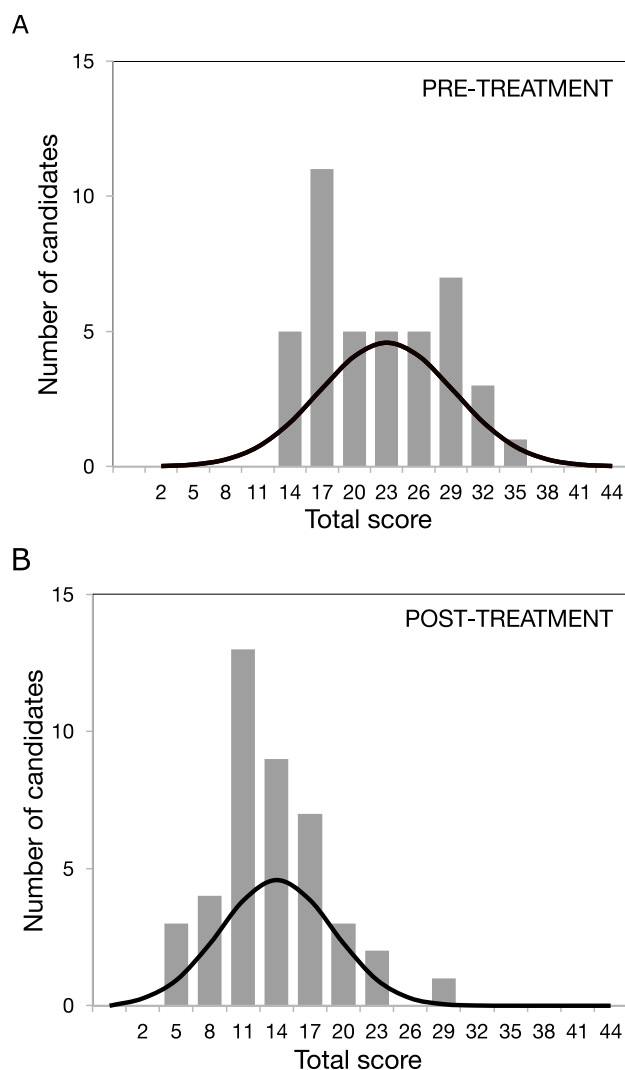 A
15
PRE-TREATMENT
10
5
0
Number of candidates
2 5 8 11 14 17 20 23 26 29 32 35 38 41 44
Total score
B
15
POST-TREATMENT
10
5
0
Number of candidates
2 5 8 11 14 17 20 23 26 29 32 35 38 41 44
Total score